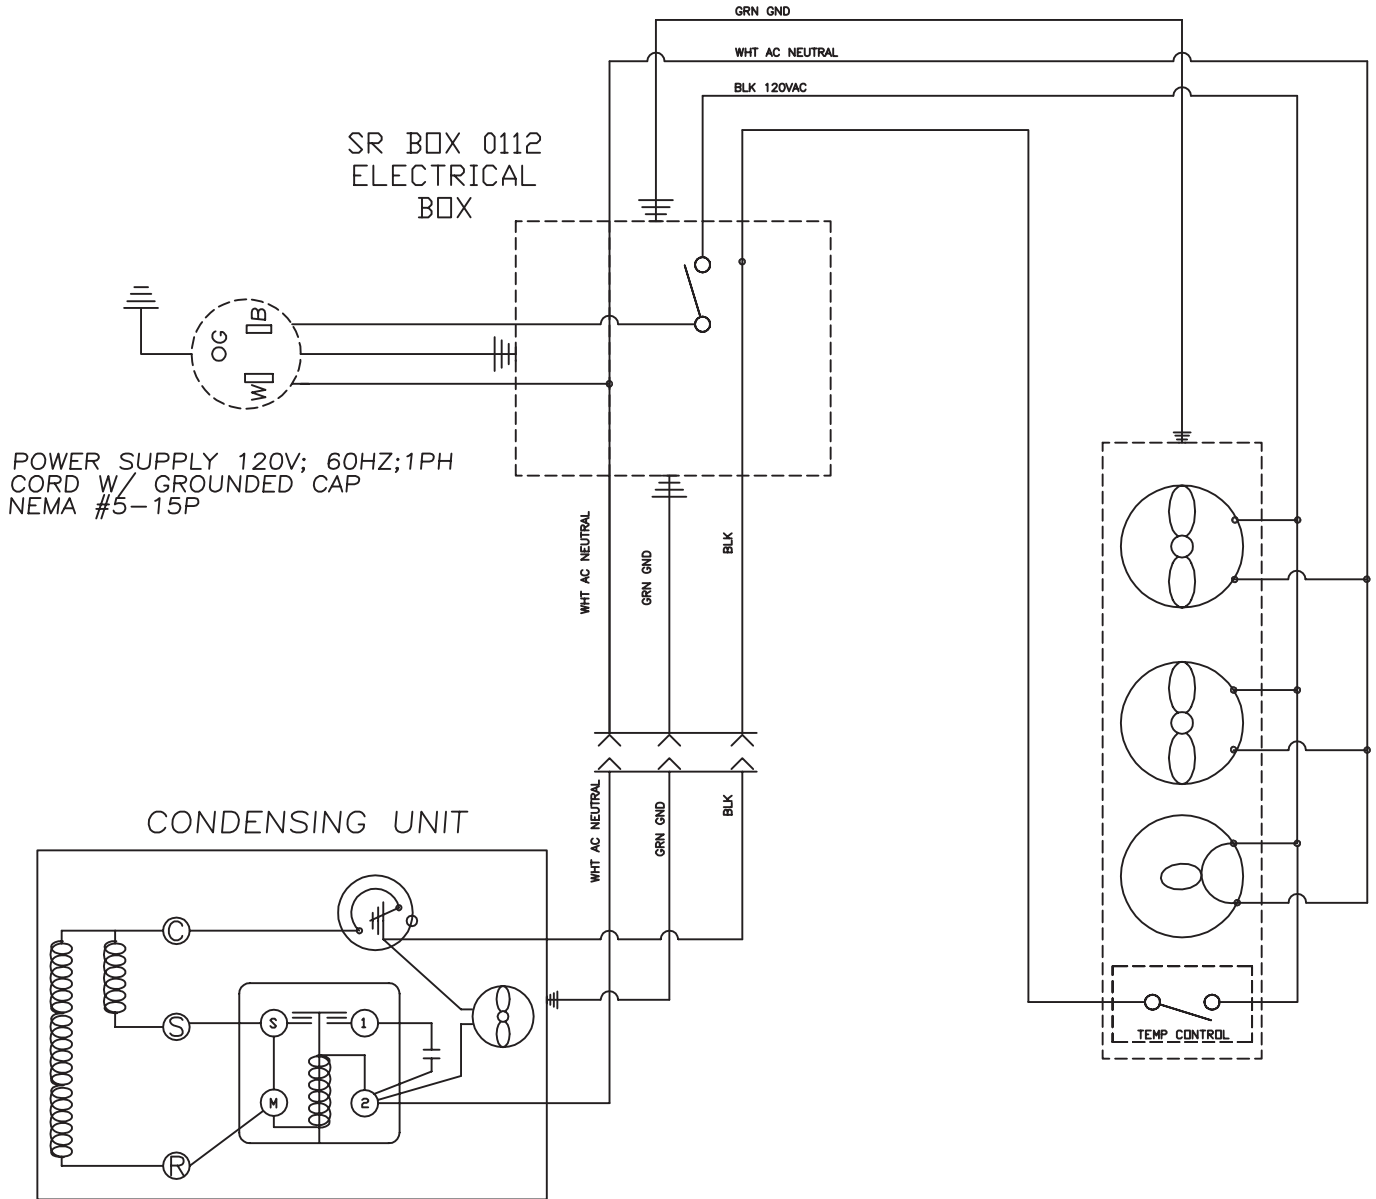 GRN GND
WHT AC NEUTRAL
BLK 120VAC
SR BOX 0112
ELECTRICAL
BOX
B
G
W
POWER SUPPLY 120V; 60HZ;1PH
CORD W/ GROUNDED CAP
NEMA #5-15P
WHT AC NEUTRAL
GRN GND
BLK
WHT AC NEUTRAL
GRN GND
BLK
CONDENSING UNIT
C
S
S
1
M
2
R
TEMP CONTROL